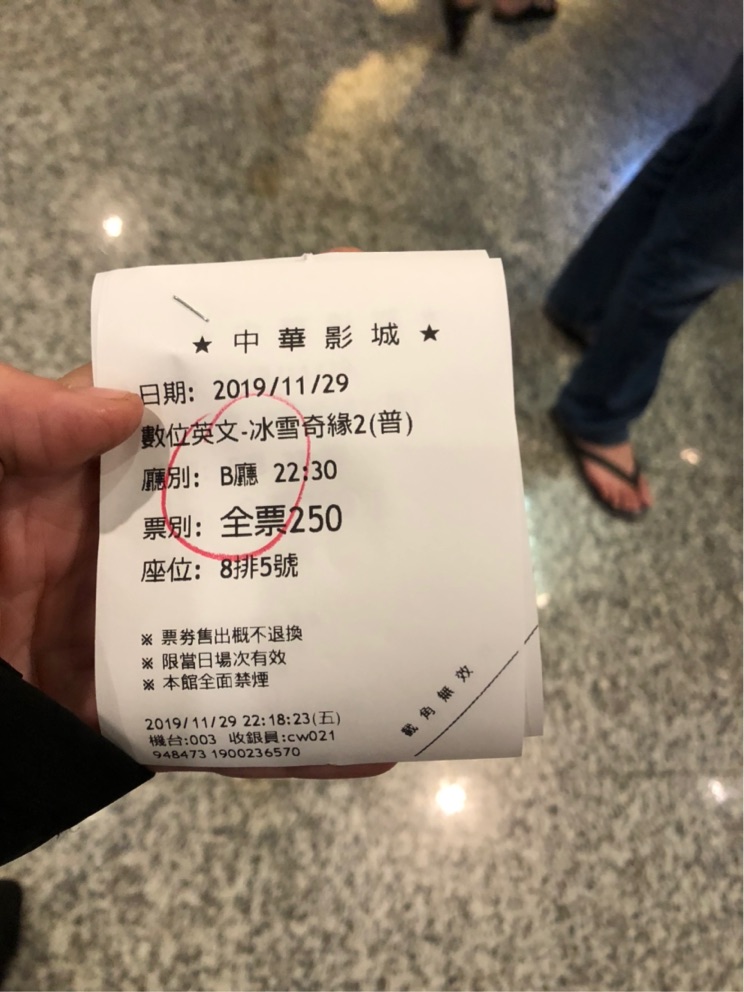 ★ 中華影城 ★
日期: 2019/11/29
數位英文-冰雪奇緣2(普)
廳別: B廳 22:30
票別: 全票250
座位: 8排5號
※ 票券售出概不退換
※ 限當日場次有效
※ 本館全面禁煙
2019/11/29 22:18:23(五)
機台:003 收銀員:cw021
948473 1900236570
截角無效